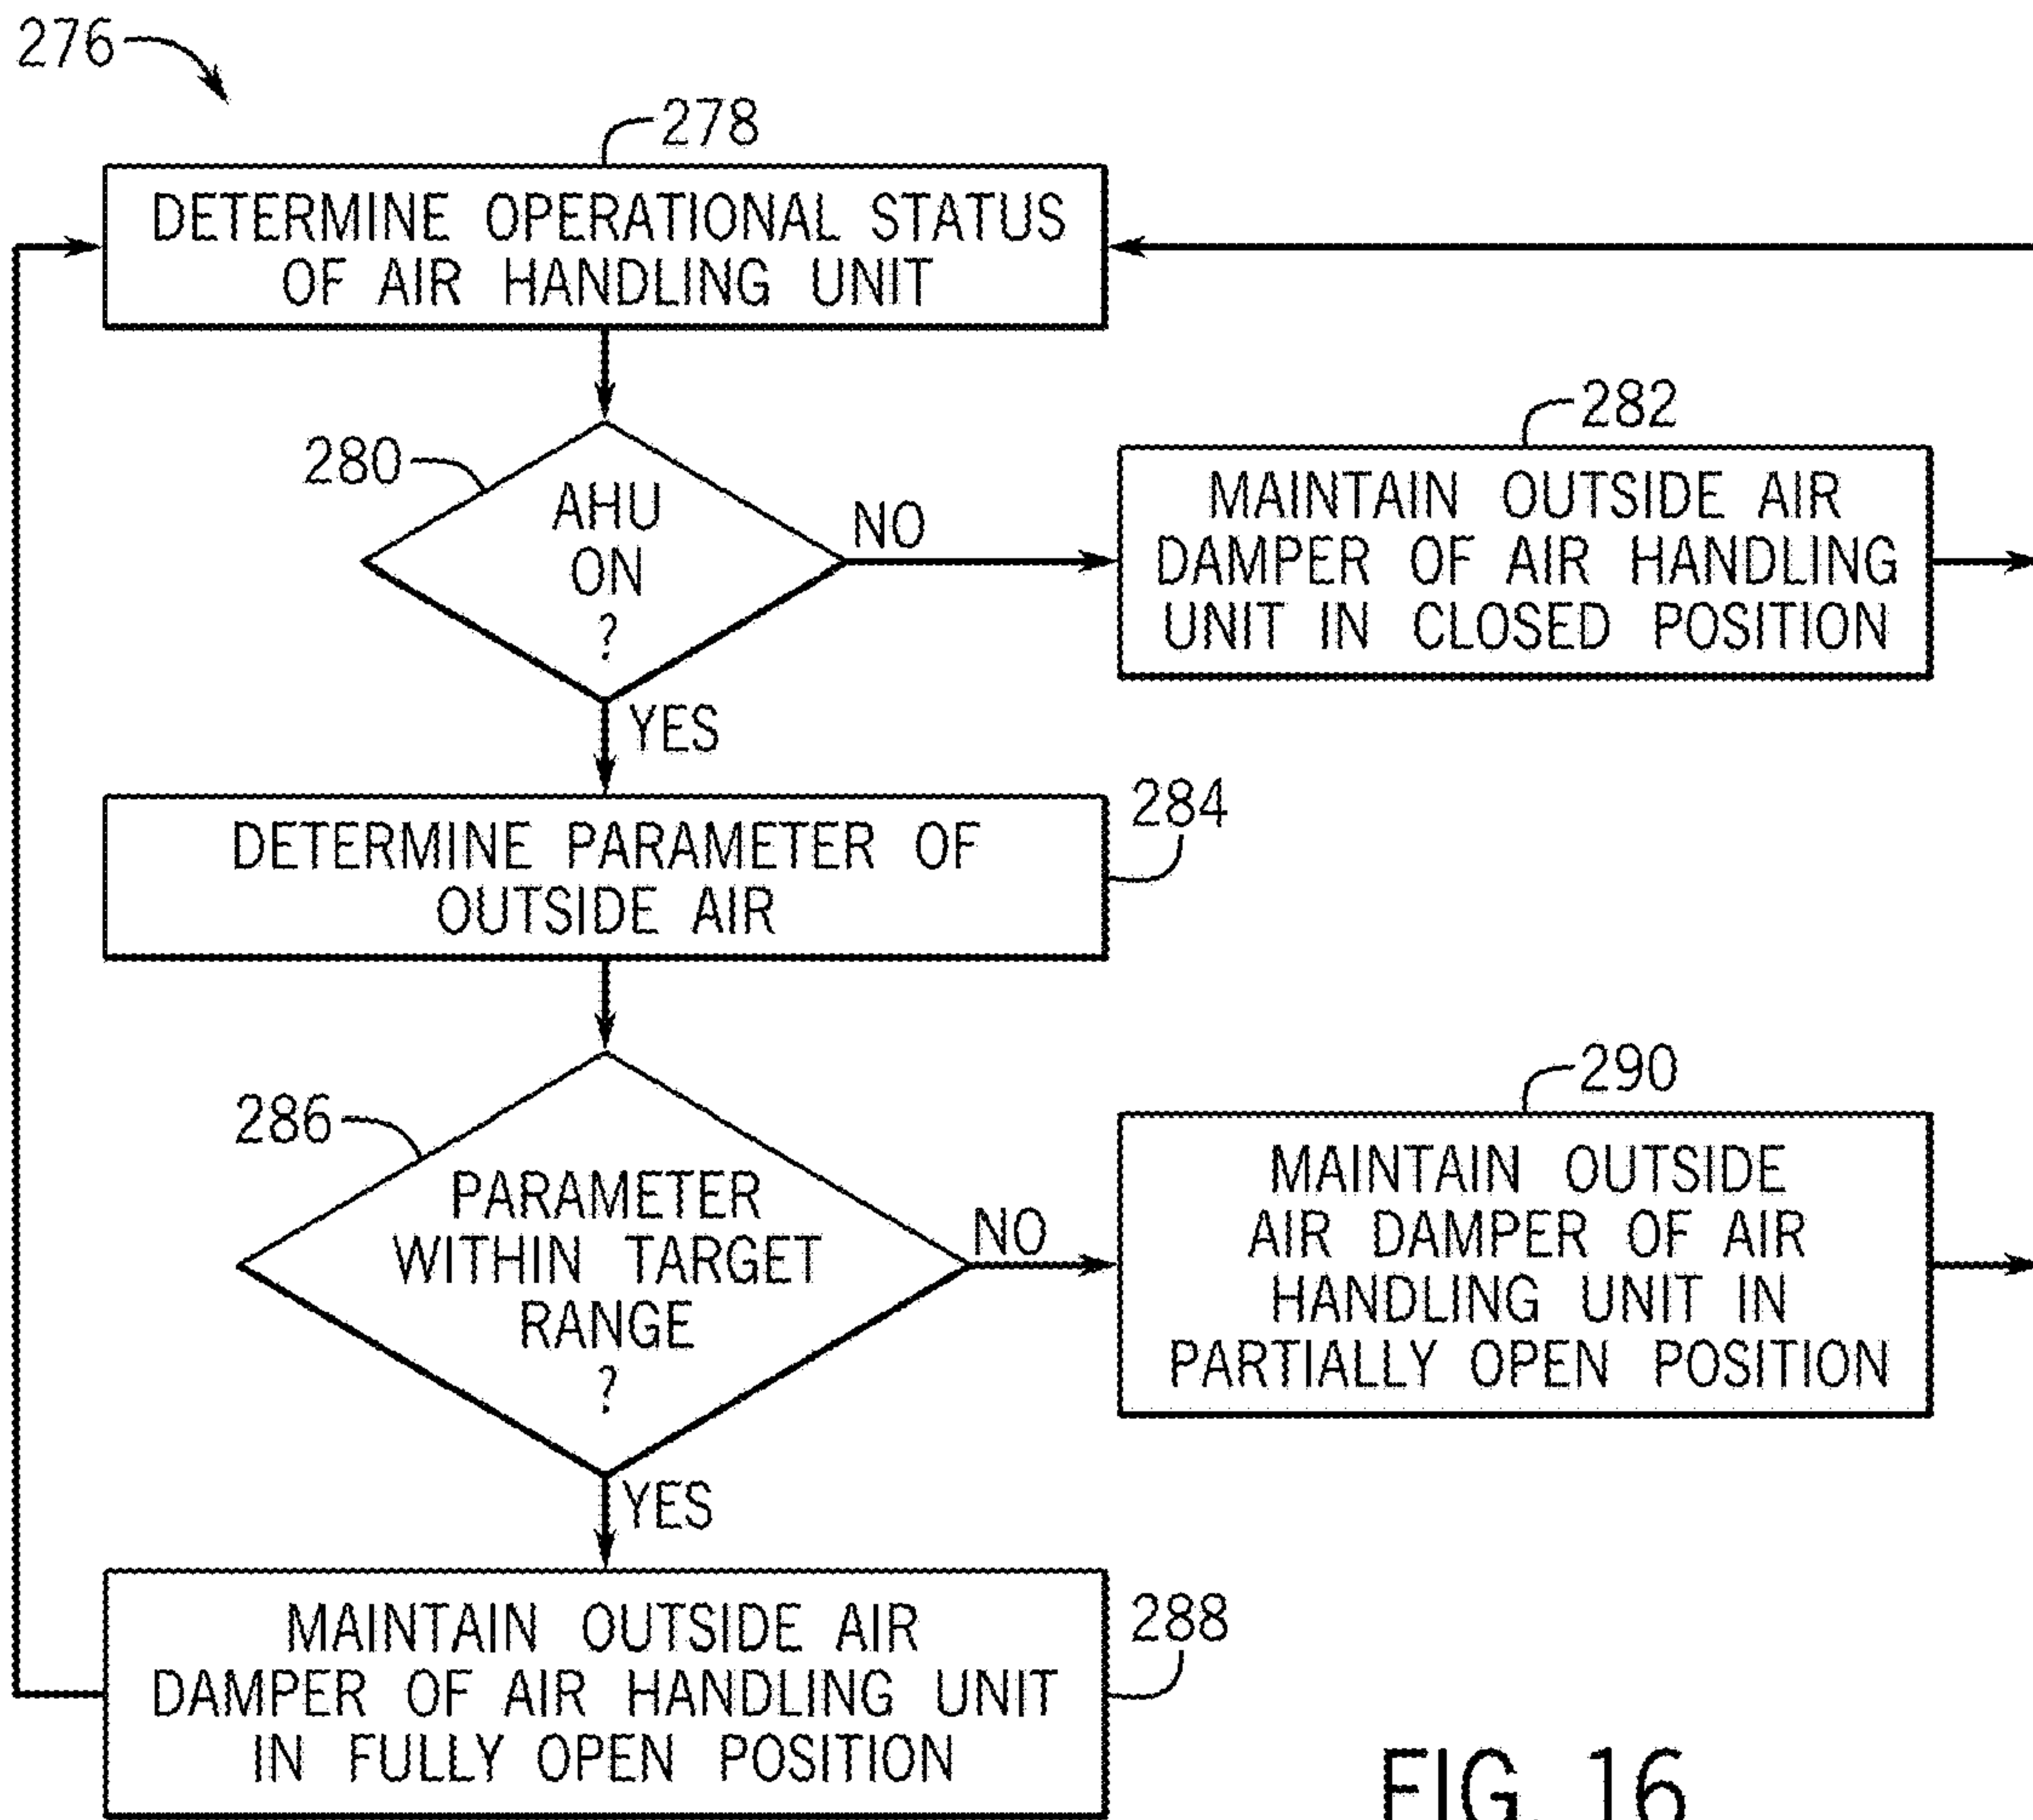 276
278
DETERMINE OPERATIONAL STATUS
OF AIR HANDLING UNIT
280
AHU
ON
?
NO
282
MAINTAIN OUTSIDE AIR
DAMPER OF AIR HANDLING
UNIT IN CLOSED POSITION
YES
284
DETERMINE PARAMETER OF
OUTSIDE AIR
286
PARAMETER
WITHIN TARGET
RANGE
?
NO
290
MAINTAIN OUTSIDE
AIR DAMPER OF AIR
HANDLING UNIT IN
PARTIALLY OPEN POSITION
YES
288
MAINTAIN OUTSIDE AIR
DAMPER OF AIR HANDLING UNIT
IN FULLY OPEN POSITION
FIG. 16